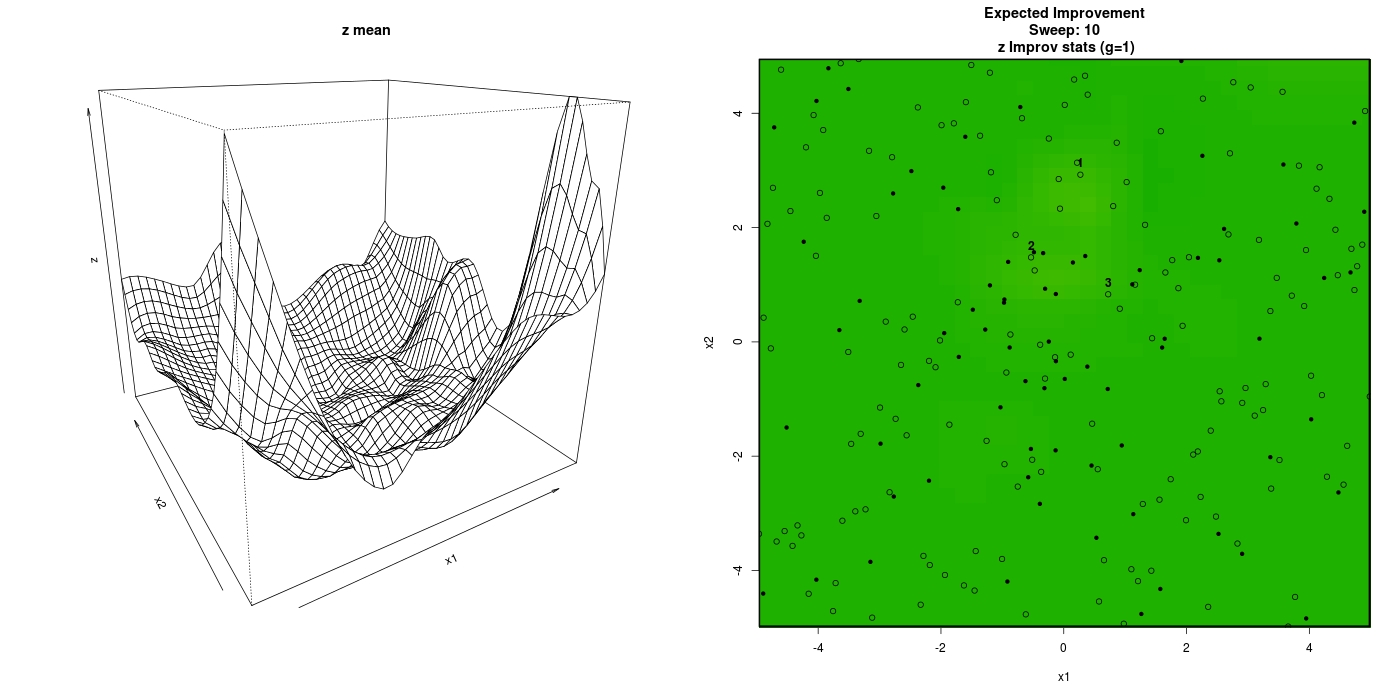 z mean
z
x2
x1
Expected Improvement
Sweep: 10
z Improv stats (g=1)
x2
4
2
0
-2
-4
1
2
3
-4
-2
0
2
4
x1